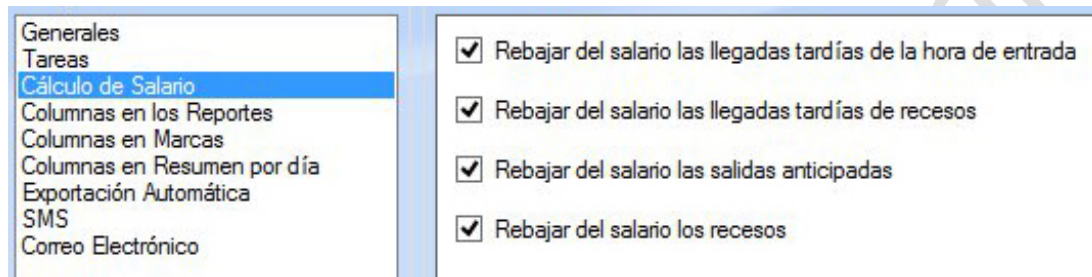 Generales
Tareas
Cálculo de Salario
Columnas en los Reportes
Columnas en Marcas
Columnas en Resumen por día
Exportación Automática
SMS
Correo Electrónico
Rebajar del salario las llegadas tardías de la hora de entrada
Rebajar del salario las llegadas tardías de recesos
Rebajar del salario las salidas anticipadas
Rebajar del salario los recesos